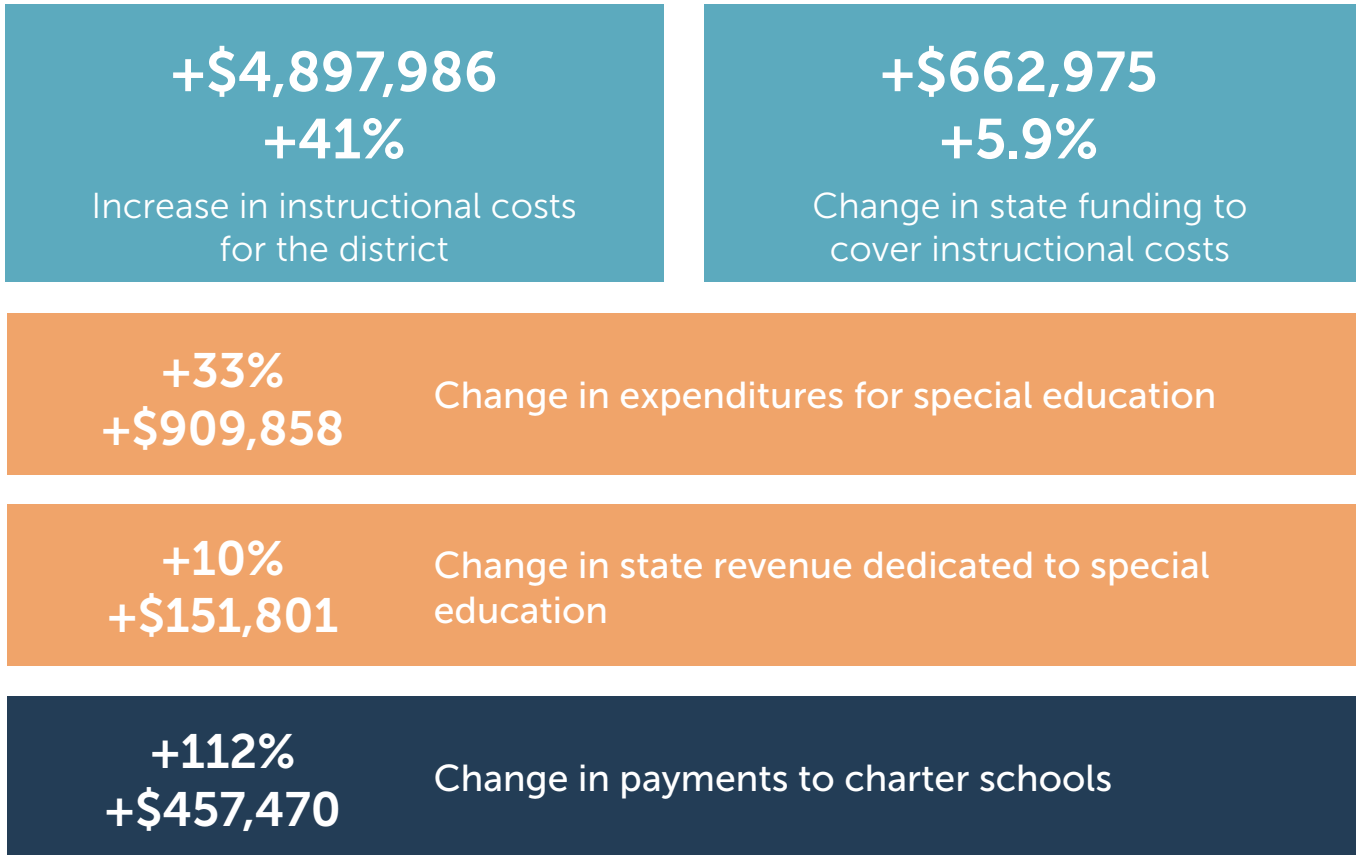 +$4,897,986
+41%
Increase in instructional costs
for the district
+$662,975
+5.9%
Change in state funding to
cover instructional costs
+33%
+$909,858
Change in expenditures for special education
+10%
+$151,801
Change in state revenue dedicated to special
education
+112%
+$457,470
Change in payments to charter schools